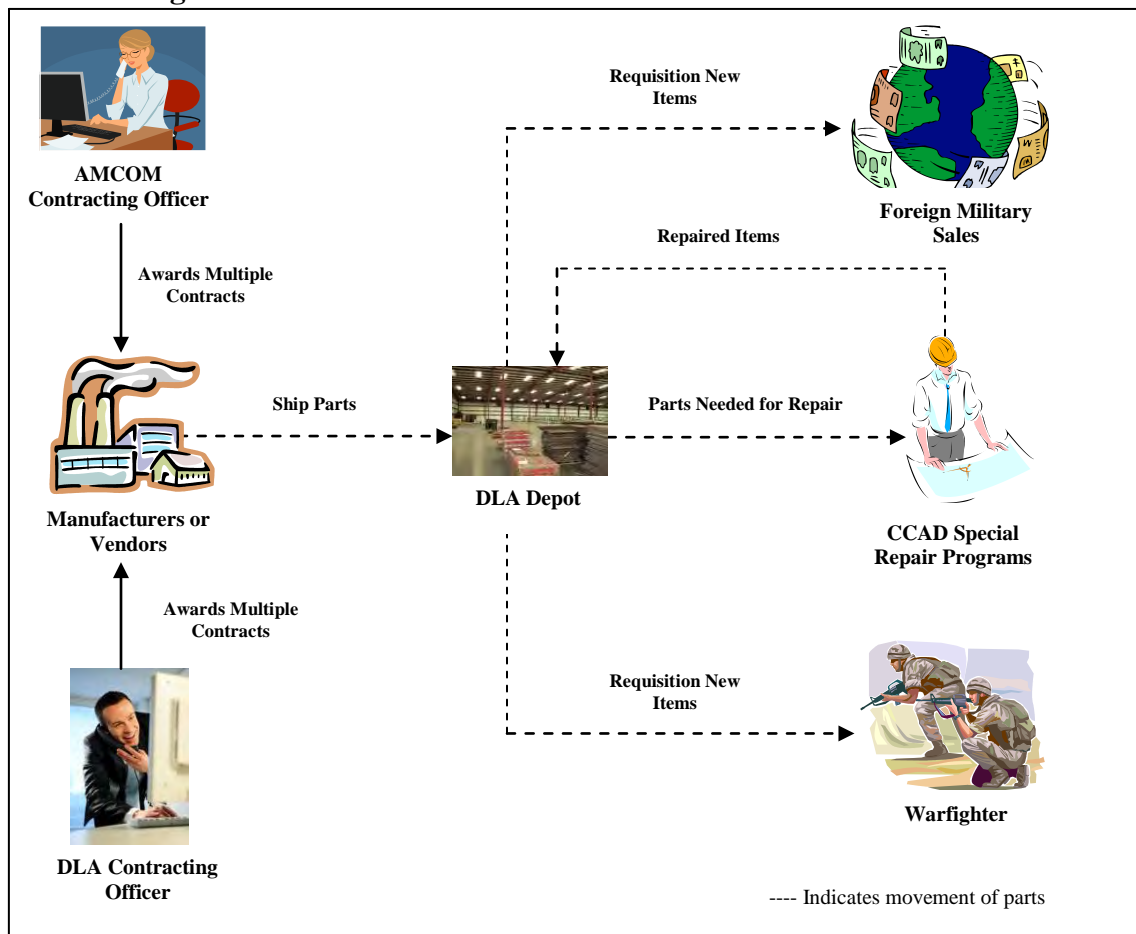 AMCOM
Contracting Officer
Awards Multiple
Contracts
Manufacturers or
Vendors
Awards Multiple
Contracts
DLA Contracting
Officer
Ship Parts
DLA Depot
Requisition New
Items
Foreign Military
Sales
Repaired Items
Parts Needed for Repair
CCAD Special
Repair Programs
Requisition New
Items
Warfighter
---- Indicates movement of parts